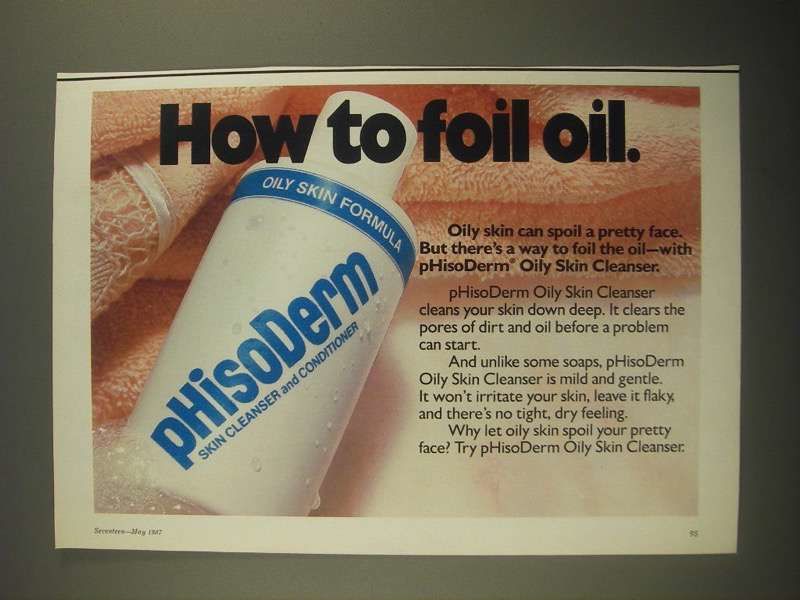 How to foil oil.
OILY SKIN FORMULA
pHisoDerm
SKIN CLEANSER and CONDITIONER
Oily skin can spoil a pretty face.
But there's a way to foil the oil—with
pHisoDerm® Oily Skin Cleanser.
pHisoDerm Oily Skin Cleanser
cleans your skin down deep. It clears the
pores of dirt and oil before a problem
can start.
And unlike some soaps, pHisoDerm
Oily Skin Cleanser is mild and gentle.
It won't irritate your skin, leave it flaky,
and there's no tight, dry feeling.
Why let oily skin spoil your pretty
face? Try pHisoDerm Oily Skin Cleanser.
Seventeen—May 1987
95